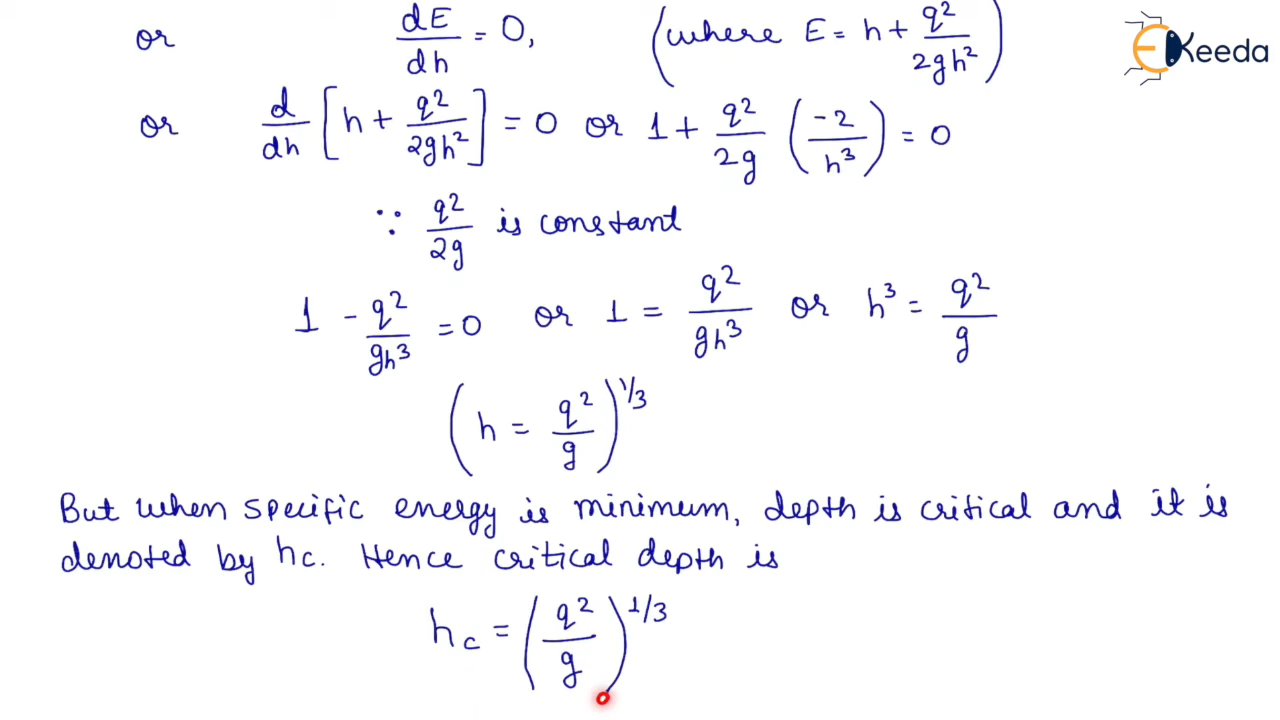 or dE/dh = 0, (where E = h + q²/2gh²)
EKeeda
or d/dh [h + q²/2gh²] = 0 or 1 + q²/2g (-2/h³) = 0
∵ q²/2g is constant
1 - q²/gh³ = 0 or 1 = q²/gh³ or h³ = q²/g
(h = q²/g)^1/3
But when specific energy is minimum, depth is critical and it is
denoted by hc. Hence critical depth is
hc = (q²/g)^1/3